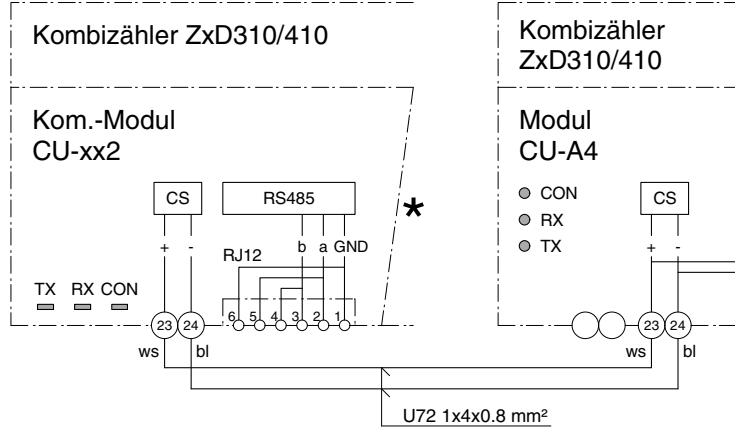 Kombizähler ZxD310/410
Kombizähler
ZxD310/410
Kom.-Modul
CU-xx2
Modul
CU-A4
CS
RS485
*
CON
RX
TX
CS
+ -
b a GND
RJ12
+ -
TX RX CON
23 24
6 5 4 3 2 1
23 24
ws bl
ws bl
U72 1x4x0.8 mm²